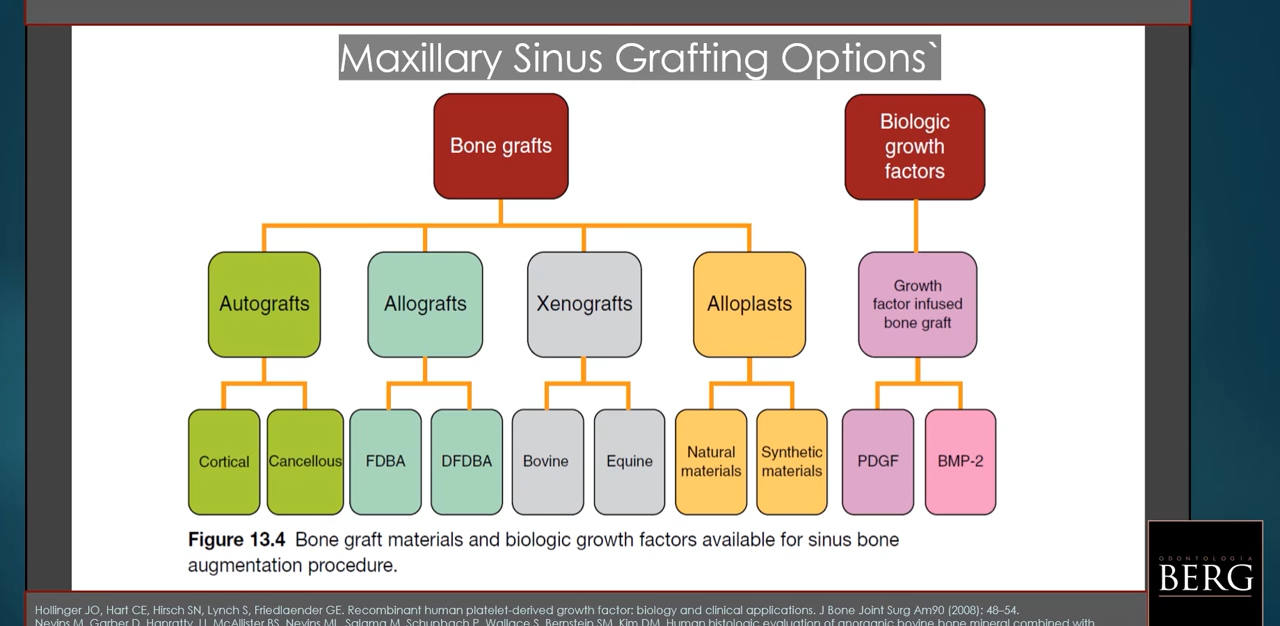 Maxillary Sinus Grafting Options`
Bone grafts
Biologic
growth
factors
Autografts
Allografts
Xenografts
Alloplasts
Growth
factor infused
bone graft
Cortical
Cancellous
FDBA
DFDBA
Bovine
Equine
Natural
materials
Synthetic
materials
PDGF
BMP-2
Figure 13.4 Bone graft materials and biologic growth factors available for sinus bone
augmentation procedure.
ODONTOLOGIA
BERG
Hollinger JO, Hart CE, Hirsch SN, Lynch S, Friedlaender GE. Recombinant human platelet-derived growth factor: biology and clinical applications. J Bone Joint Surg Am90 (2008): 48–54.
Nevins M, Garber D, Hanratty JJ, McAllister BS, Nevins ML, Salama M, Schupbach P, Wallace S, Bernstein SM, Kim DM. Human histologic evaluation of anorganic bovine bone mineral combined with